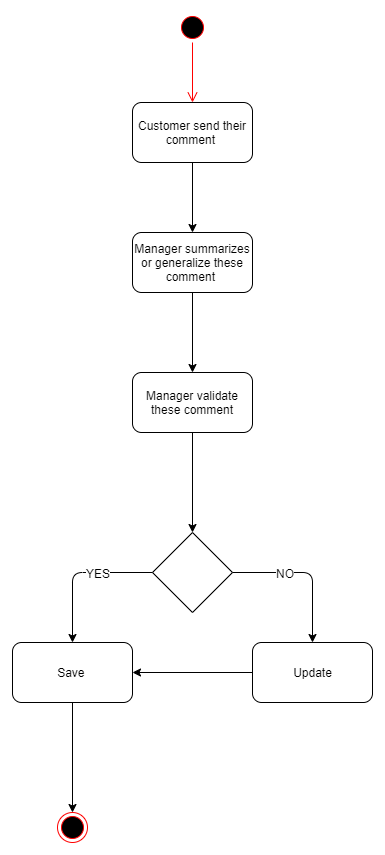 Customer send their
comment
Manager summarizes
or generalize these
comment
Manager validate
these comment
YES
NO
Save
Update